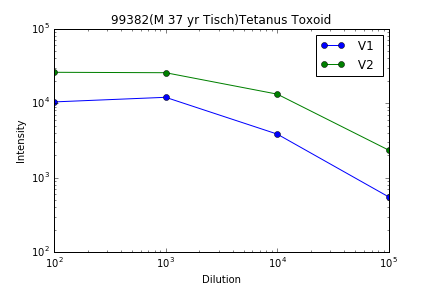 99382(M 37 yr Tisch)Tetanus Toxoid
10^5
V1
V2
10^4
Intensity
10^3
10^2
10^2 10^3 10^4 10^5
Dilution